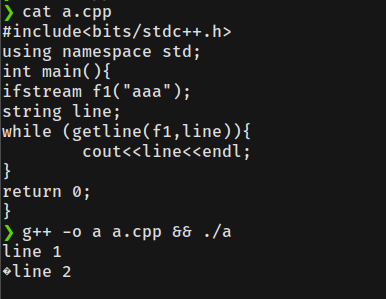 ❯ cat a.cpp
#include<bits/stdc++.h>
using namespace std;
int main(){
ifstream f1("aaa");
string line;
while (getline(f1,line)){
        cout<<line<<endl;
}
return 0;
}
❯ g++ -o a a.cpp && ./a
line 1
�line 2